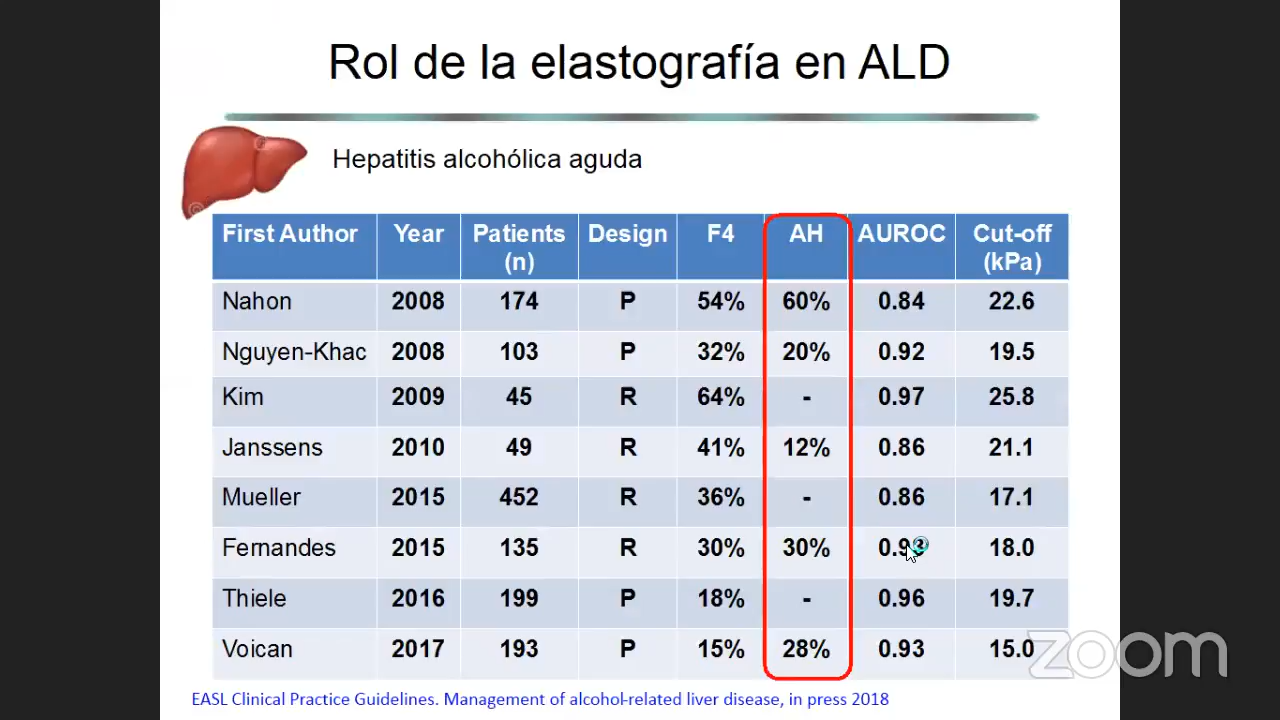 Rol de la elastografía en ALD
Hepatitis alcohólica aguda
First Author Year Patients (n) Design F4 AH AUROC Cut-off (kPa)
Nahon 2008 174 P 54% 60% 0.84 22.6
Nguyen-Khac 2008 103 P 32% 20% 0.92 19.5
Kim 2009 45 R 64% - 0.97 25.8
Janssens 2010 49 R 41% 12% 0.86 21.1
Mueller 2015 452 R 36% - 0.86 17.1
Fernandes 2015 135 R 30% 30% 18.0
Thiele 2016 199 P 18% - 0.96 19.7
Voican 2017 193 P 15% 28% 0.93 15.0
zoom
EASL Clinical Practice Guidelines. Management of alcohol-related liver disease, in press 2018